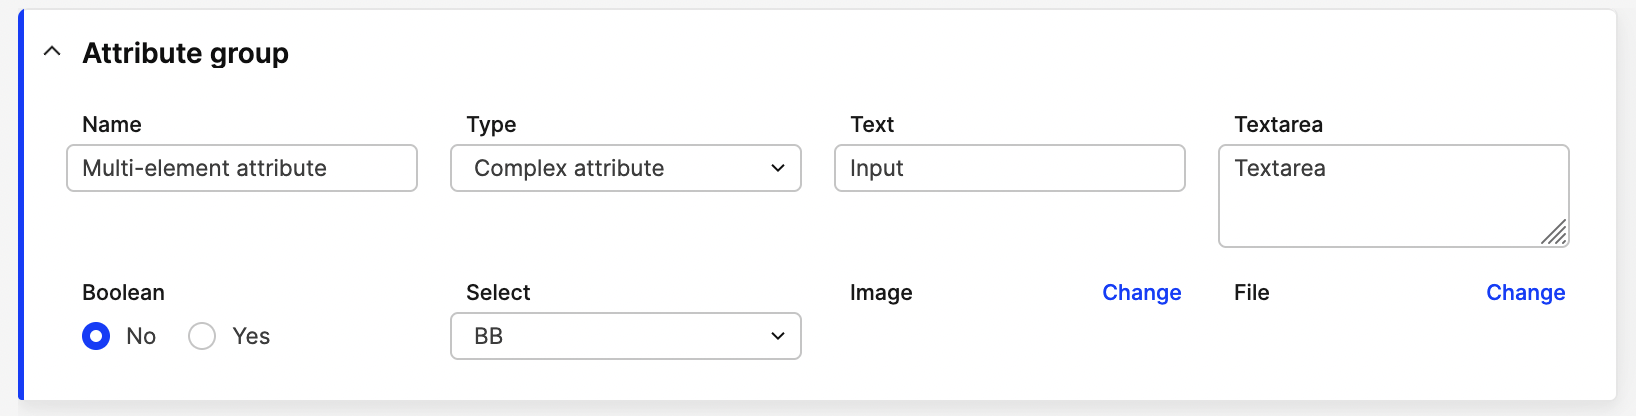 Attribute group
Name Type Text Textarea
Multi-element attribute Complex attribute Input Textarea
Boolean Select Image Change File Change
No Yes BB